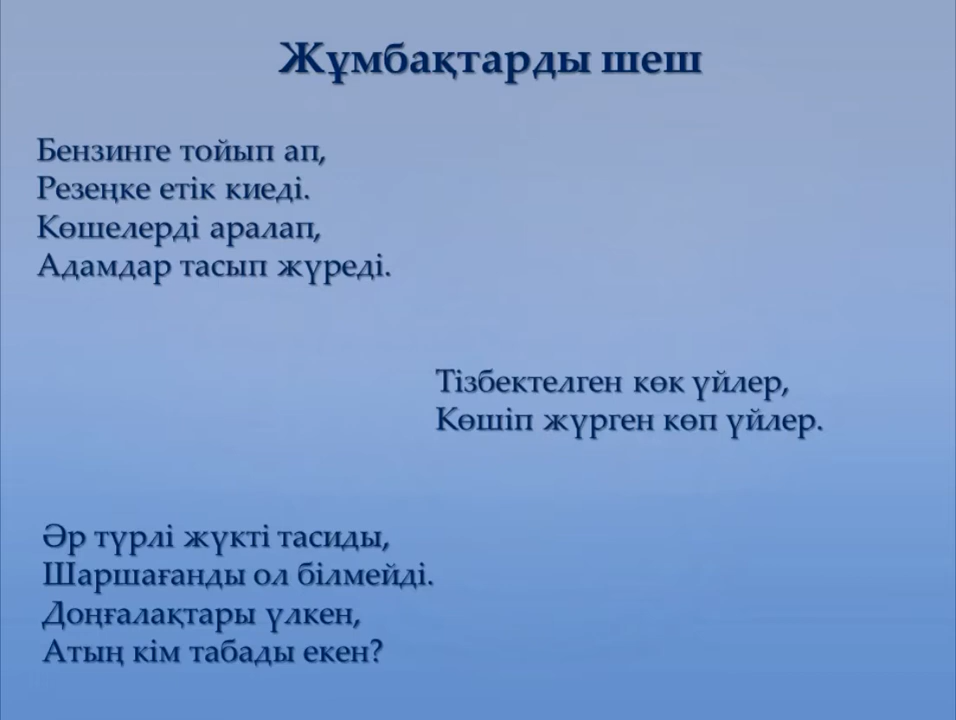 Жұмбақтарды шеш
Бензинге тойып ап,
Резеңке етік киеді.
Көшелерді аралап,
Адамдар тасып жүреді.
Тізбектелген көк үйлер,
Көшіп жүрген көп үйлер.
Әр түрлі жүкті тасиды,
Шаршағанды ол білмейді.
Доңғалақтары үлкен,
Атың кім табады екен?